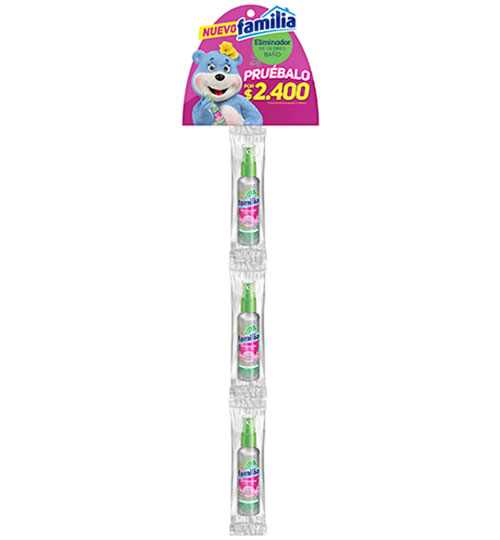 NUEVO familia
Eliminador
DE OLORES
BAÑO
PRUÉBALO
POR
$2.400
familia
familia
familia